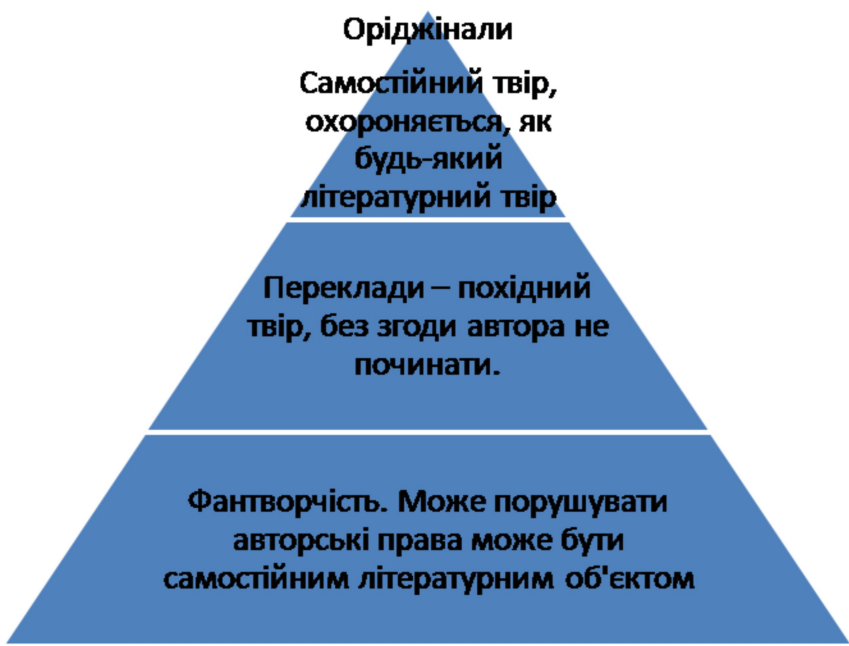 Оріджінали
Самостійний твір,
охороняється, як
будь-який
літературний твір
Переклади – похідний
твір, без згоди автора не
починати.
Фантворчість. Може порушувати
авторські права може бути
самостійним літературним об'єктом